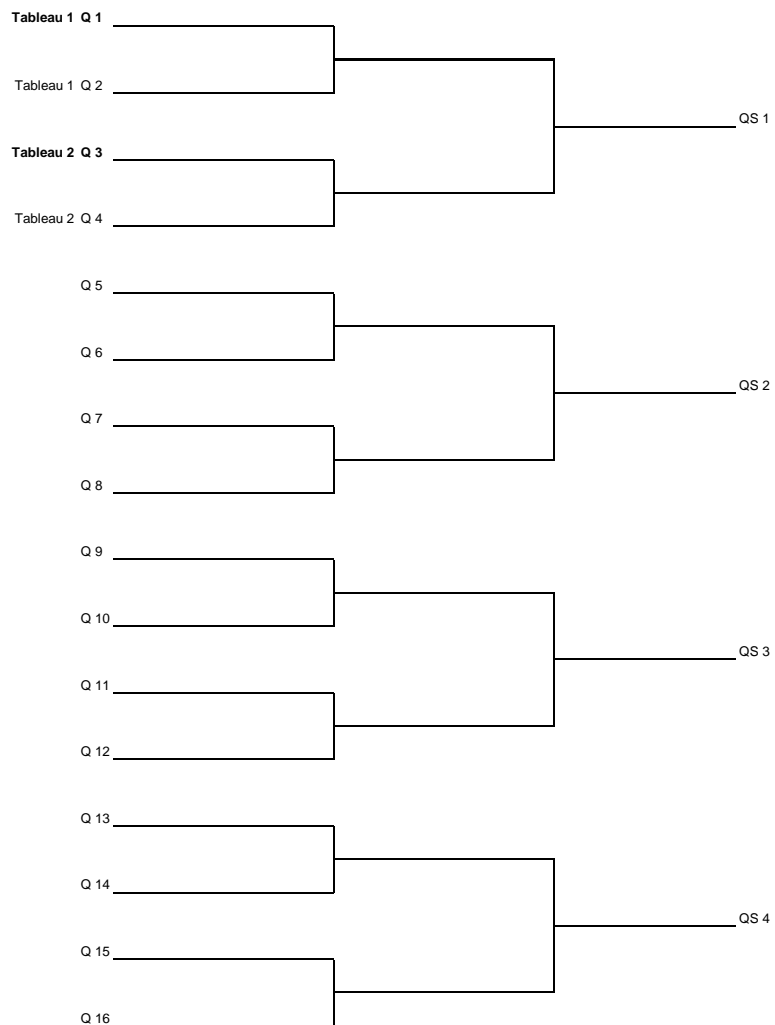 Tableau 1 Q 1
Tableau 1 Q 2
QS 1
Tableau 2 Q 3
Tableau 2 Q 4
Q 5
Q 6
QS 2
Q 7
Q 8
Q 9
Q 10
QS 3
Q 11
Q 12
Q 13
Q 14
QS 4
Q 15
Q 16